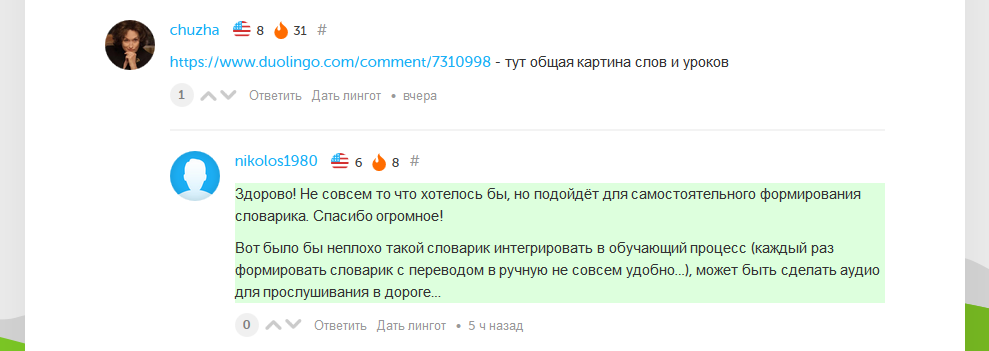 chuzha 8 31 #
https://www.duolingo.com/comment/7310998 - тут общая картина слов и уроков
1 Ответить Дать лингот • вчера
nikolos1980 6 8 #
Здорово! Не совсем то что хотелось бы, но подойдёт для самостоятельного формирования
словарика. Спасибо огромное!
Вот было бы неплохо такой словарик интегрировать в обучающий процесс (каждый раз
формировать словарик с переводом в ручную не совсем удобно...), может быть сделать аудио
для прослушивания в дороге...
0 Ответить Дать лингот • 5 ч назад